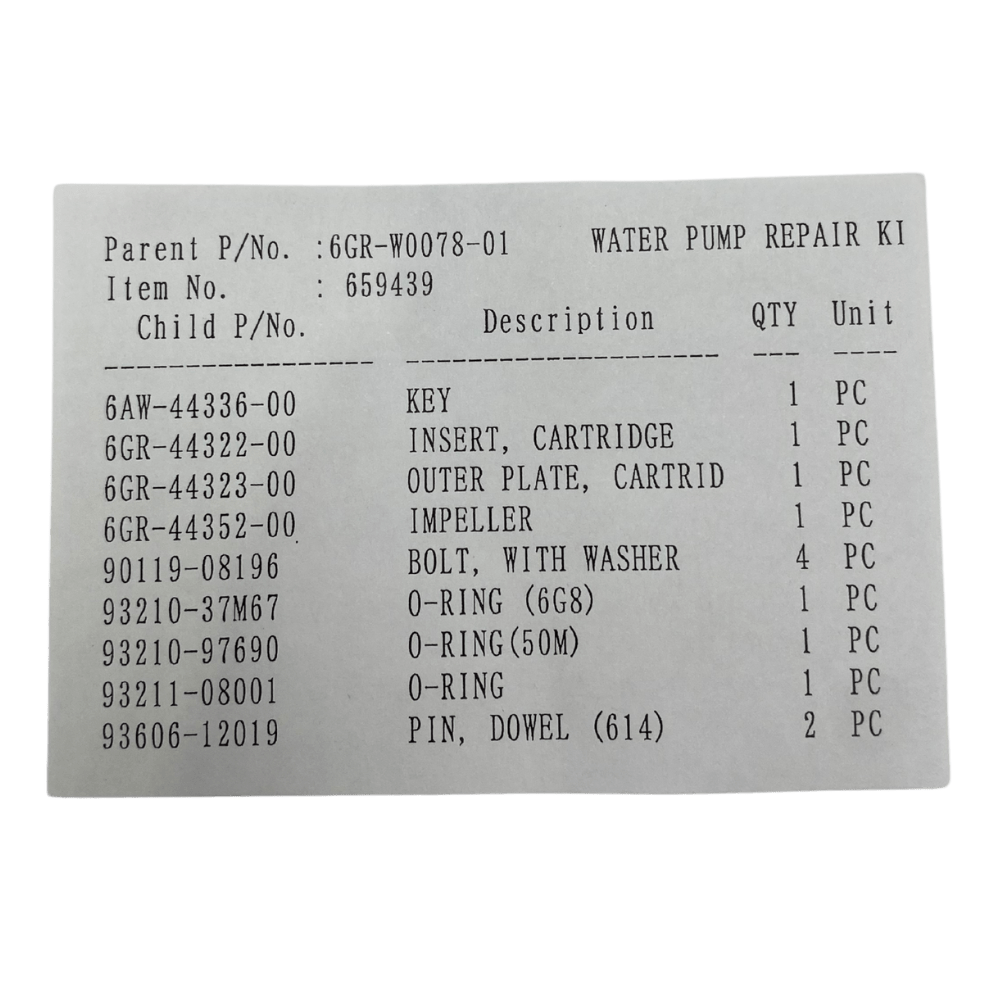 Parent P/No. :6GR-W0078-01 WATER PUMP REPAIR KI
Item No. : 659439
Child P/No. Description QTY Unit
----------------- -------------------- --- ----
6AW-44336-00 KEY 1 PC
6GR-44322-00 INSERT, CARTRIDGE 1 PC
6GR-44323-00 OUTER PLATE, CARTRID 1 PC
6GR-44352-00 IMPELLER 1 PC
90119-08196 BOLT, WITH WASHER 4 PC
93210-37M67 O-RING (6G8) 1 PC
93210-97690 O-RING(50M) 1 PC
93211-08001 O-RING 1 PC
93606-12019 PIN, DOWEL (614) 2 PC